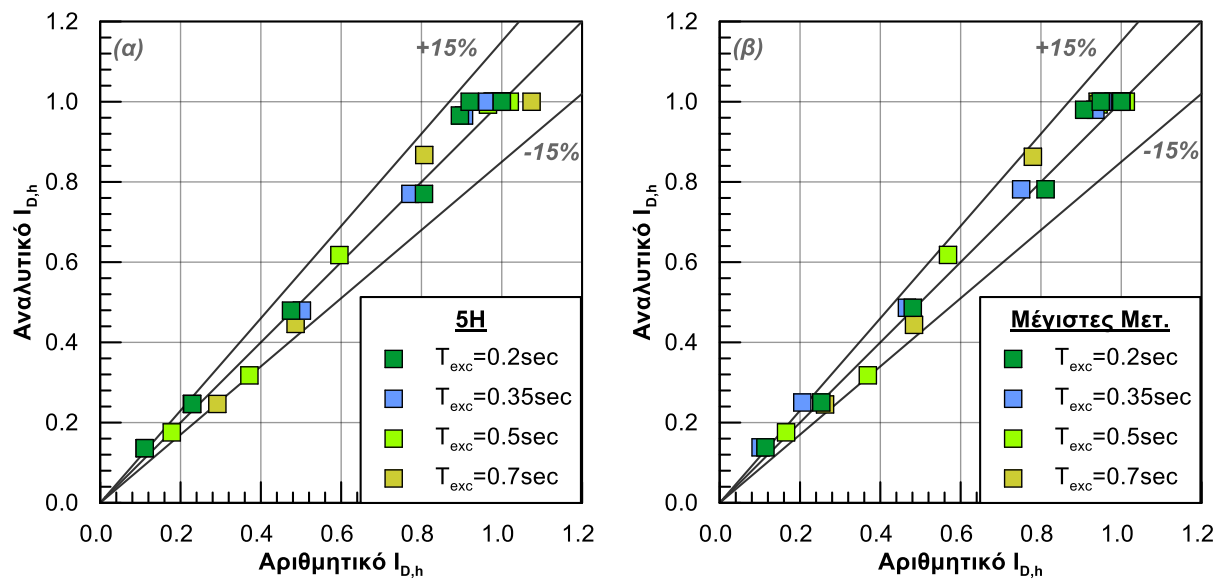 (α)
+15%
-15%
1.2
1.0
0.8
0.6
0.4
0.2
0.0
Αναλυτικό I_D,h
5H
T_exc=0.2sec
T_exc=0.35sec
T_exc=0.5sec
T_exc=0.7sec
0.0 0.2 0.4 0.6 0.8 1.0 1.2
Αριθμητικό I_D,h
(β)
+15%
-15%
1.2
1.0
0.8
0.6
0.4
0.2
0.0
Αναλυτικό I_D,h
Μέγιστες Μετ.
T_exc=0.2sec
T_exc=0.35sec
T_exc=0.5sec
T_exc=0.7sec
0.0 0.2 0.4 0.6 0.8 1.0 1.2
Αριθμητικό I_D,h